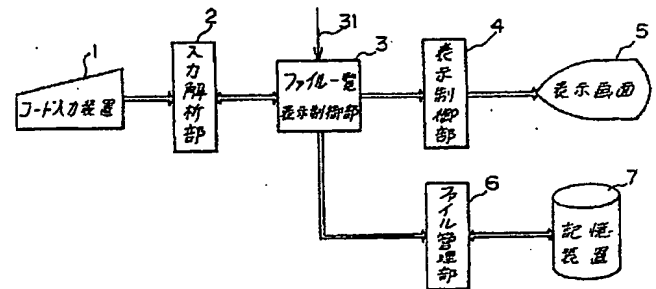 1
コード入力装置
2
入力解析部
31
3
ファイル一覧
表示制御部
4
表示制御部
5
表示画面
6
ファイル管理部
7
記憶
装置